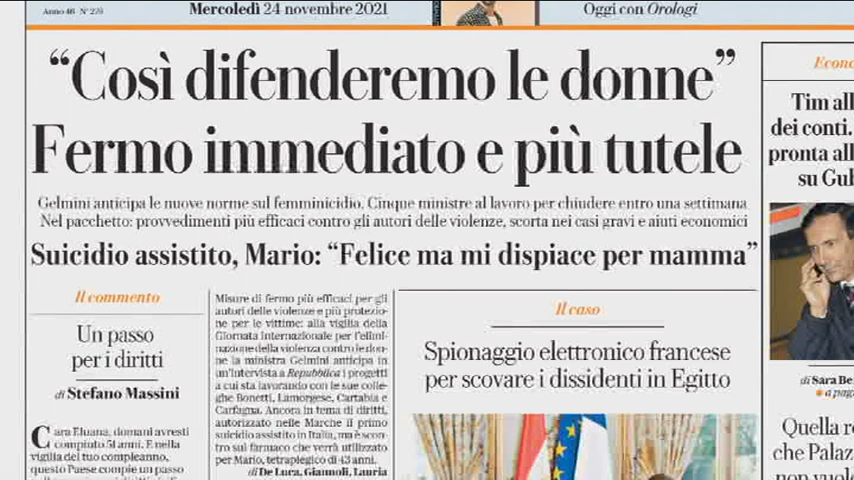 Anno 46 N° 279
Mercoledì 24 novembre 2021
Oggi con Orologi
“Così difenderemo le donne”
Fermo immediato e più tutele
Gelmini anticipa le nuove norme sul femminicidio. Cinque ministre al lavoro per chiudere entro una settimana
Nel pacchetto: provvedimenti più efficaci contro gli autori delle violenze, scorta nei casi gravi e aiuti economici
Suicidio assistito, Mario: “Felice ma mi dispiace per mamma”
Il commento
Un passo
per i diritti
di Stefano Massini
Cara Eluana, domani avresti
compiuto 51 anni. E nella
vigilia del tuo compleanno,
questo Paese compie un passo
Misure di fermo più efficaci per gli
autori delle violenze e più protezio-
ne per le vittime: alla vigilia della
Giornata internazionale per l’elimi-
nazione della violenza contro le don-
ne la ministra Gelmini anticipa in
un’intervista a Repubblica i progetti
a cui sta lavorando con le sue colle-
ghe Bonetti, Lamorgese, Cartabia e
Carfagna. Ancora in tema di diritti,
autorizzato nelle Marche il primo
suicidio assistito in Italia, ma è scon-
tro sul farmaco che verrà utilizzato
per Mario, tetraplegico di 43 anni.
di De Luca, Giannoli, Lauria
Il caso
Spionaggio elettronico francese
per scovare i dissidenti in Egitto
Econo
Tim all
dei conti.
pronta all
su Gub
di Sara Be
a pag
Quella r
che Palaz
non vuole